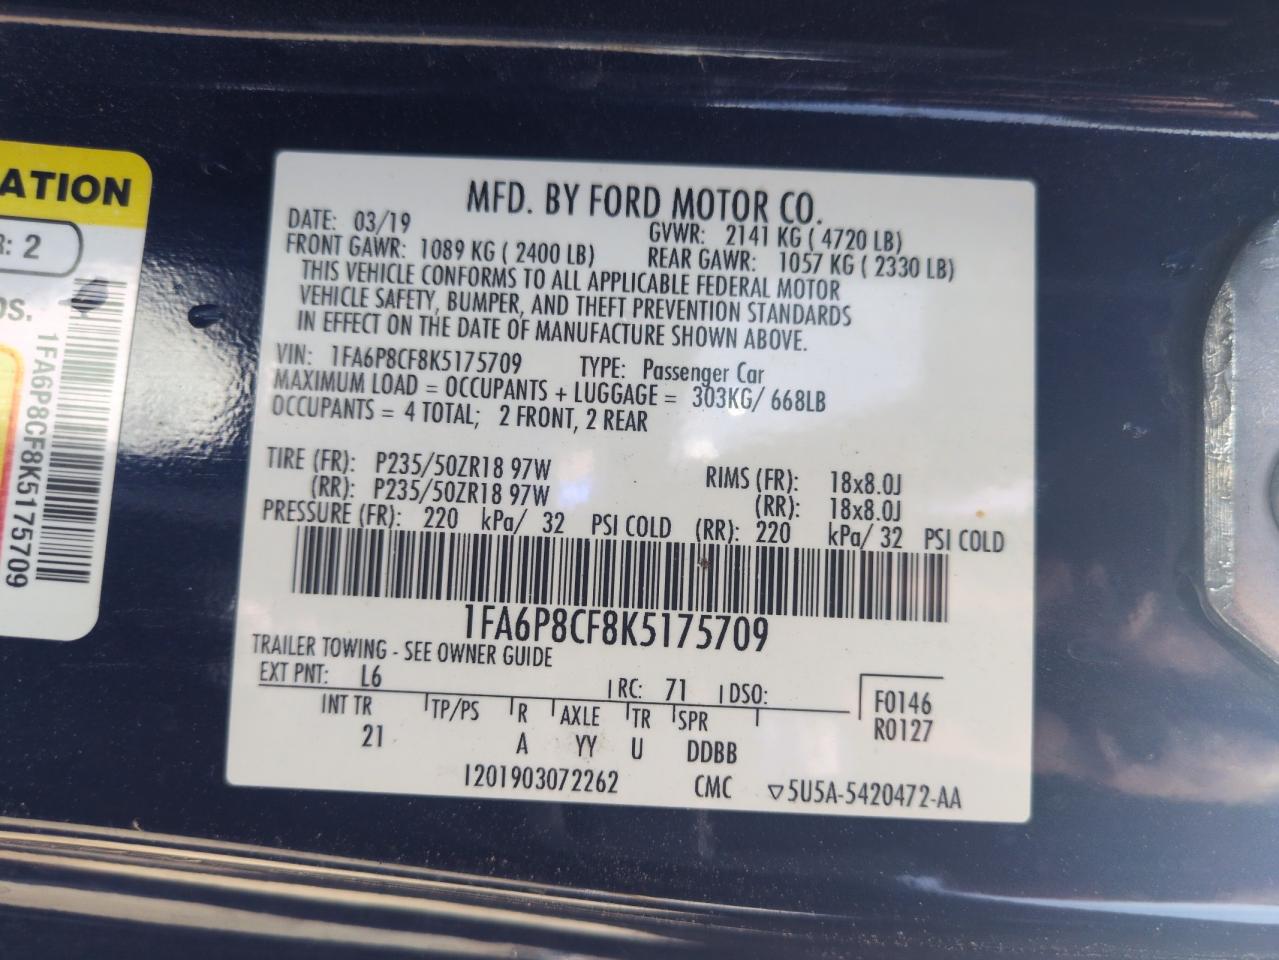 ATION
R: 2
OS.
1FA6P8CF8K5175709
MFD. BY FORD MOTOR CO.
DATE: 03/19 GVWR: 2141 KG ( 4720 LB)
FRONT GAWR: 1089 KG ( 2400 LB) REAR GAWR: 1057 KG ( 2330 LB)
THIS VEHICLE CONFORMS TO ALL APPLICABLE FEDERAL MOTOR
VEHICLE SAFETY, BUMPER, AND THEFT PREVENTION STANDARDS
IN EFFECT ON THE DATE OF MANUFACTURE SHOWN ABOVE.
VIN: 1FA6P8CF8K5175709 TYPE: Passenger Car
MAXIMUM LOAD = OCCUPANTS + LUGGAGE = 303KG/ 668LB
OCCUPANTS = 4 TOTAL; 2 FRONT, 2 REAR
TIRE (FR): P235/50ZR18 97W RIMS (FR): 18x8.0J
(RR): P235/50ZR18 97W (RR): 18x8.0J
PRESSURE (FR): 220 kPa/ 32 PSI COLD (RR): 220 kPa/ 32 PSI COLD
1FA6P8CF8K5175709
TRAILER TOWING - SEE OWNER GUIDE
EXT PNT: L6 RC: 71 DSO:
INT TR TP/PS R AXLE TR SPR
21 A YY U DDBB
F0146
R0127
I201903072262 CMC ▽5U5A-5420472-AA